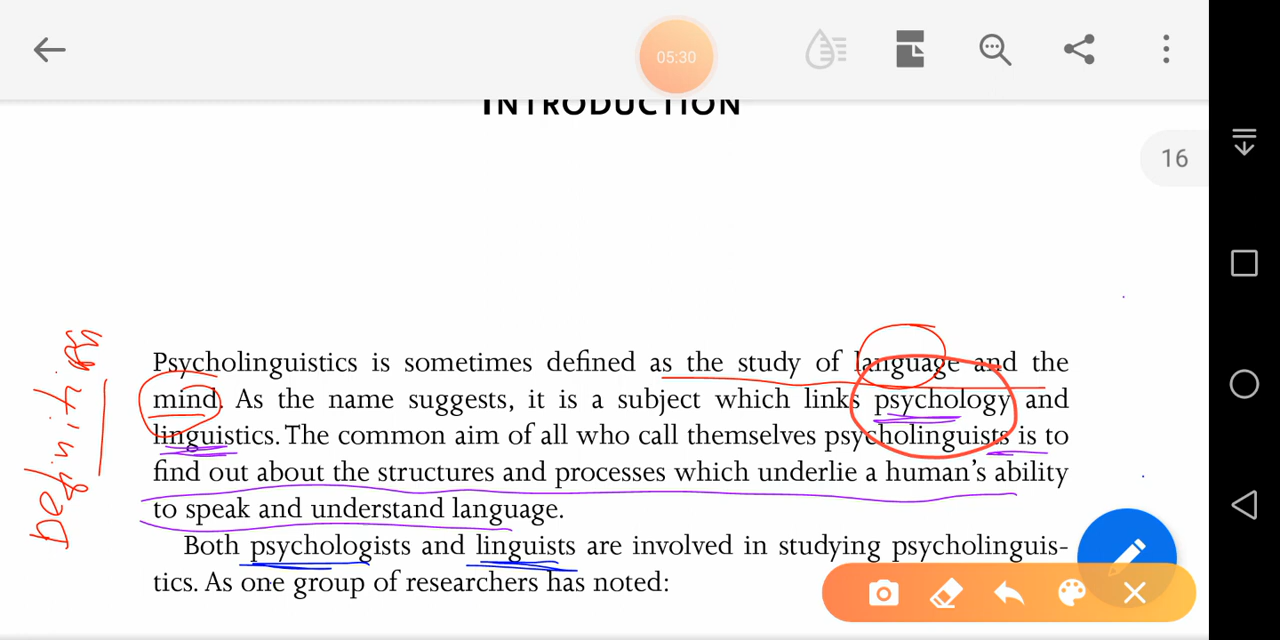 05:30
INTRODUCTION
16
Psycholinguistics is sometimes defined as the study of language and the
mind. As the name suggests, it is a subject which links psychology and
linguistics. The common aim of all who call themselves psycholinguists is to
find out about the structures and processes which underlie a human's ability
to speak and understand language.
Both psychologists and linguists are involved in studying psycholinguis-
tics. As one group of researchers has noted:
Definition